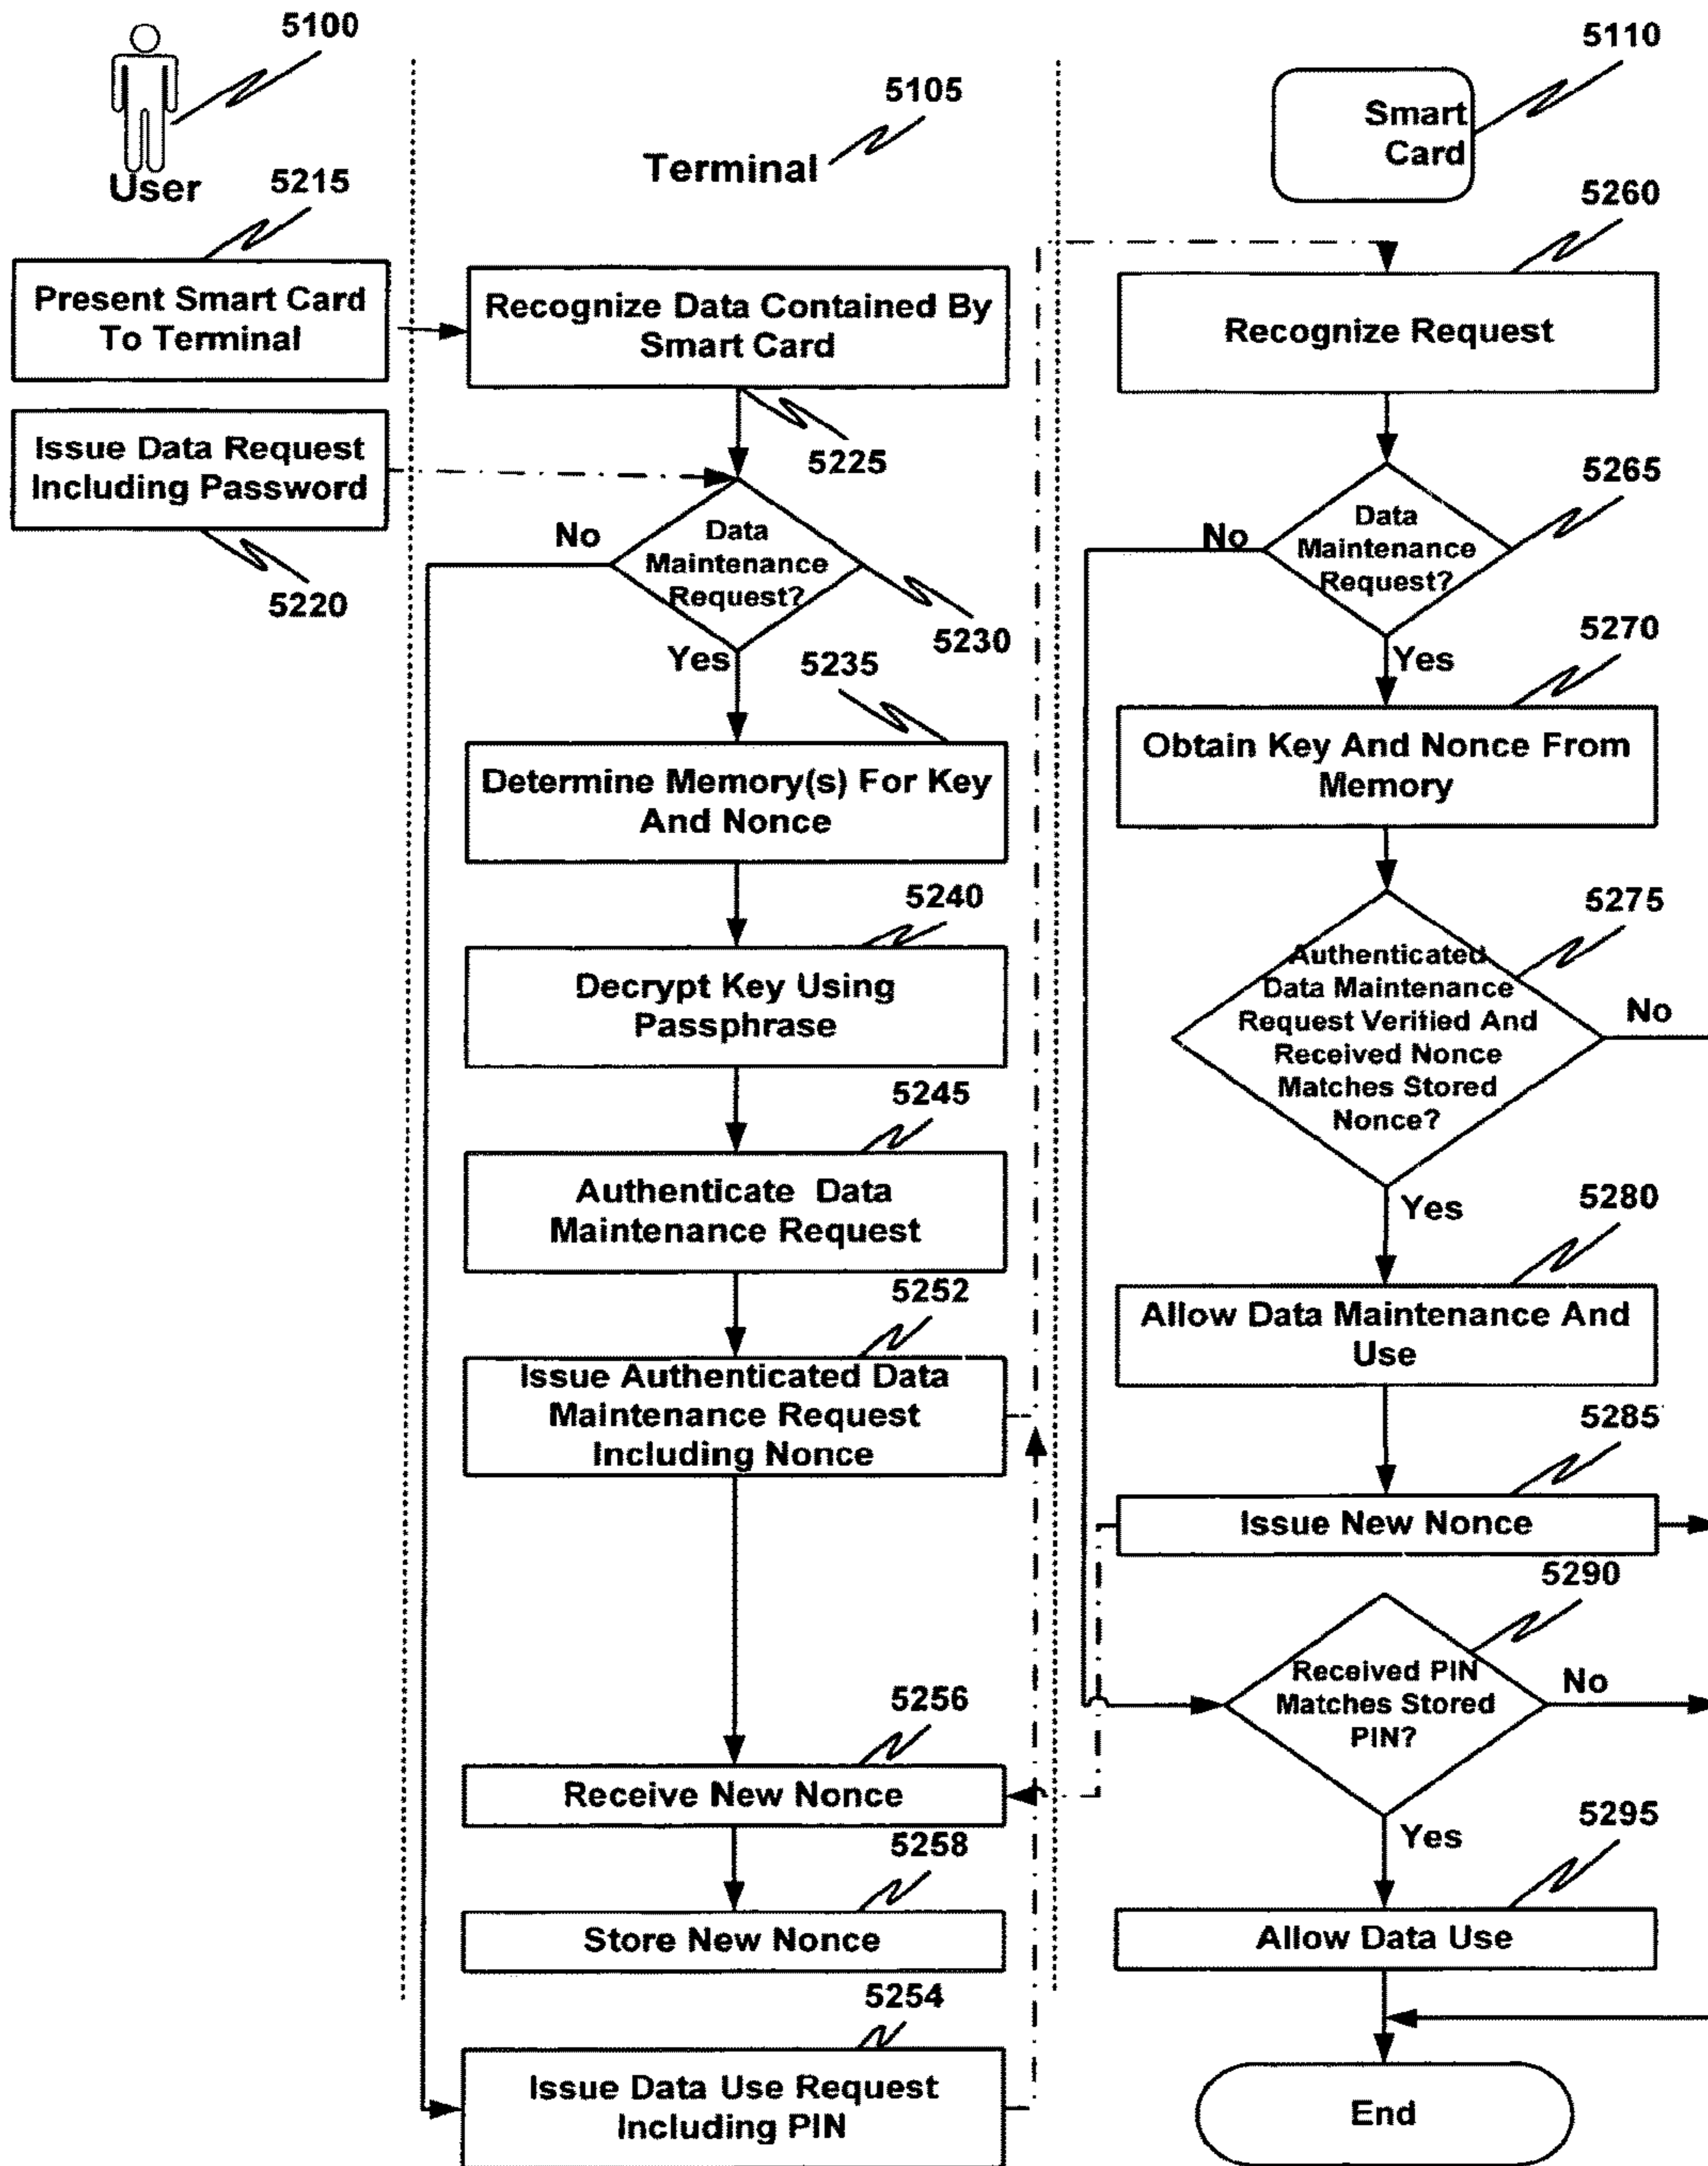 5100
User
5215
Present Smart Card
To Terminal
Issue Data Request
Including Password
5220
5105
Terminal
Recognize Data Contained By
Smart Card
5225
Data
Maintenance
Request?
No
5230
Yes
5235
Determine Memory(s) For Key
And Nonce
5240
Decrypt Key Using
Passphrase
5245
Authenticate Data
Maintenance Request
5252
Issue Authenticated Data
Maintenance Request
Including Nonce
5256
Receive New Nonce
5258
Store New Nonce
5254
Issue Data Use Request
Including PIN
5110
Smart
Card
5260
Recognize Request
5265
Data
Maintenance
Request?
No
5270
Yes
Obtain Key And Nonce From
Memory
5275
Authenticated
Data Maintenance
Request Verified And
Received Nonce
Matches Stored
Nonce?
No
5280
Yes
Allow Data Maintenance And
Use
5285
Issue New Nonce
5290
Received PIN
Matches Stored
PIN?
No
5295
Yes
Allow Data Use
End